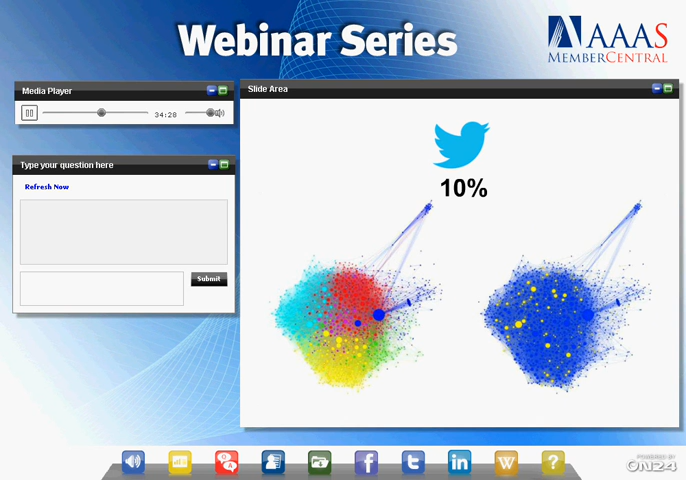 Webinar Series
AAAS
MEMBERCENTRAL
Media Player
34:28
Slide Area
10%
Type your question here
Refresh Now
Submit
Q
A
f
t
in
W
?
POWERED BY
ON24